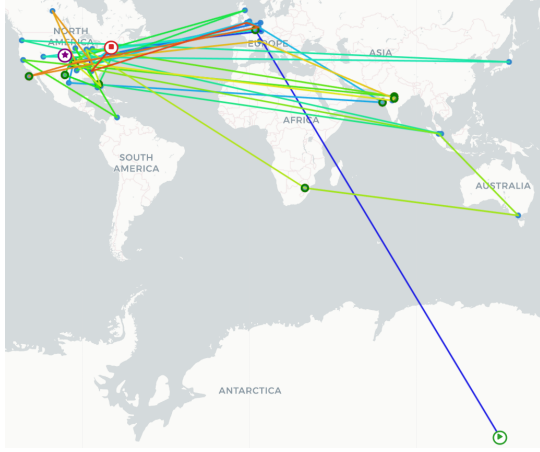 NORTH
AMERICA
EUROPE
ASIA
AFRICA
SOUTH
AMERICA
AUSTRALIA
ANTARCTICA